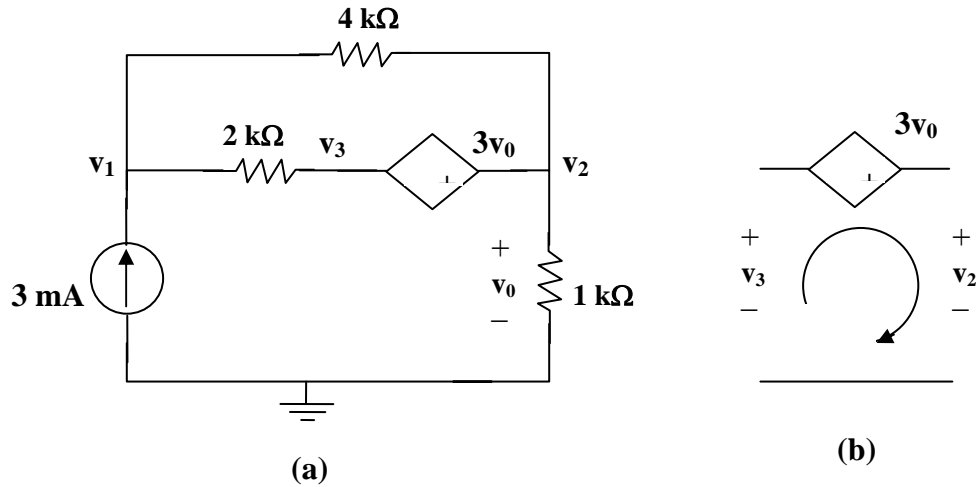 4 kΩ
2 kΩ
v₃
3v₀
v₁
v₂
3 mA
+
v₀
–
1 kΩ
+
(a)
3v₀
+
+
v₃
–
+
v₂
–
(b)